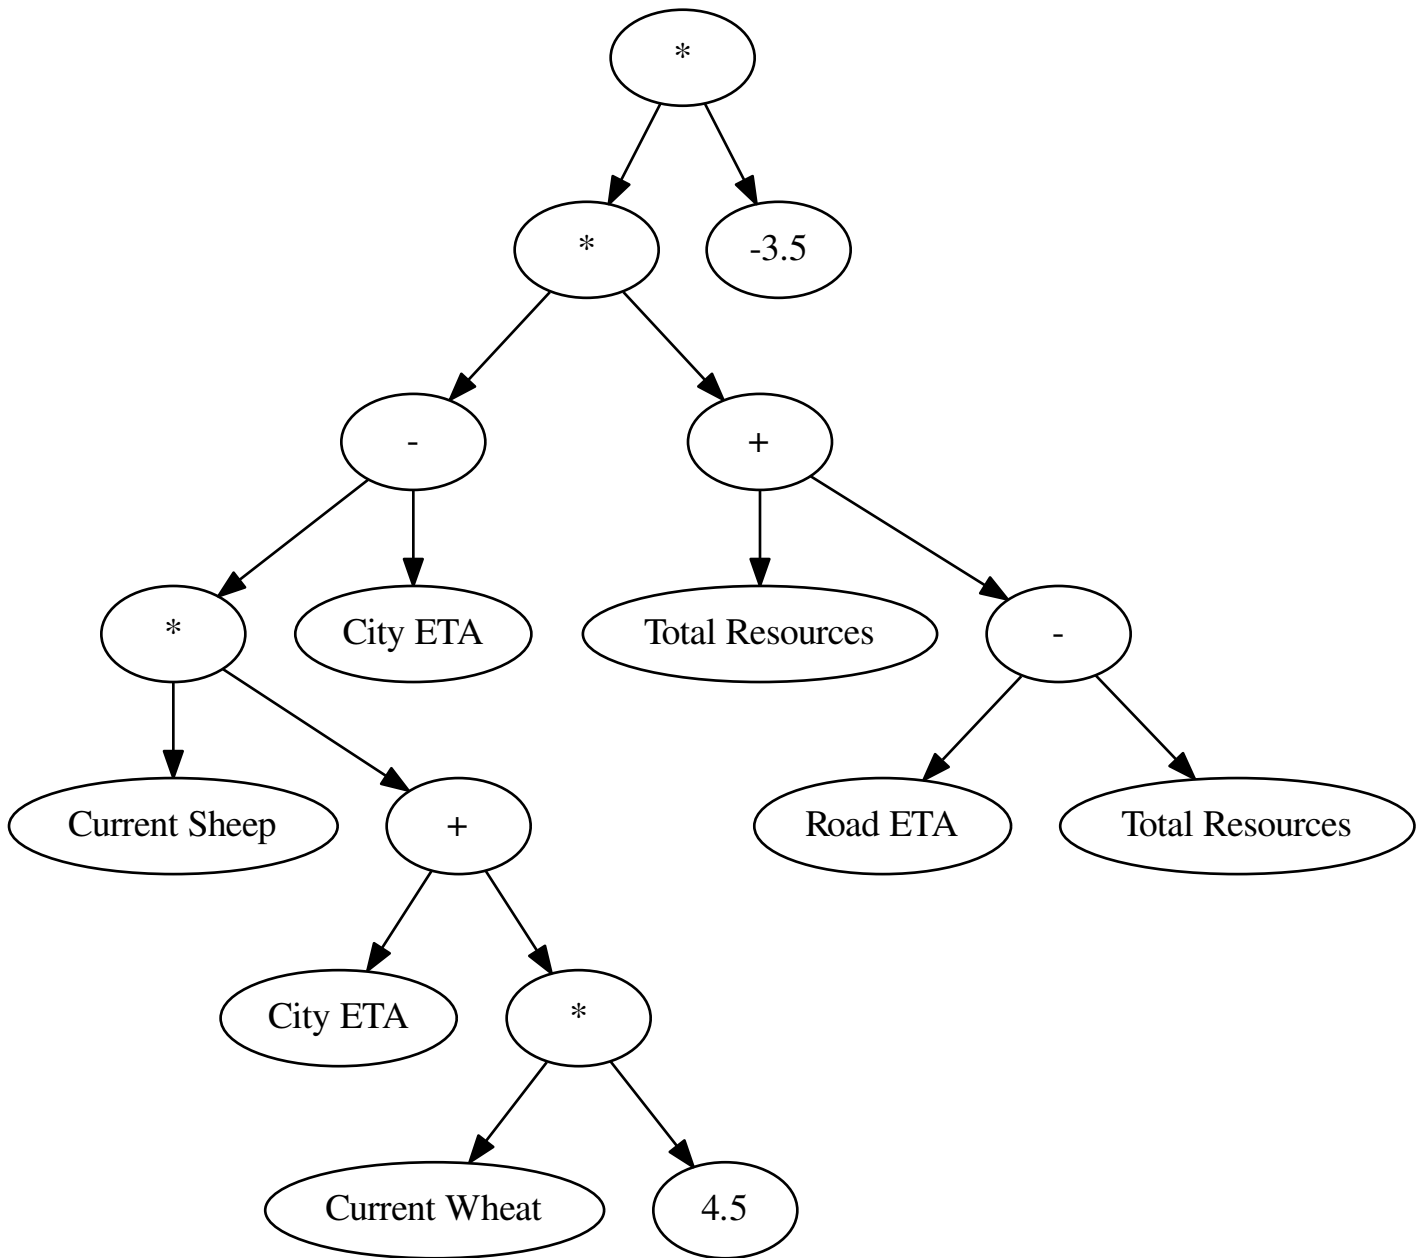 *
*
-3.5
-
+
*
City ETA
Total Resources
-
Current Sheep
+
Road ETA
Total Resources
City ETA
*
Current Wheat
4.5